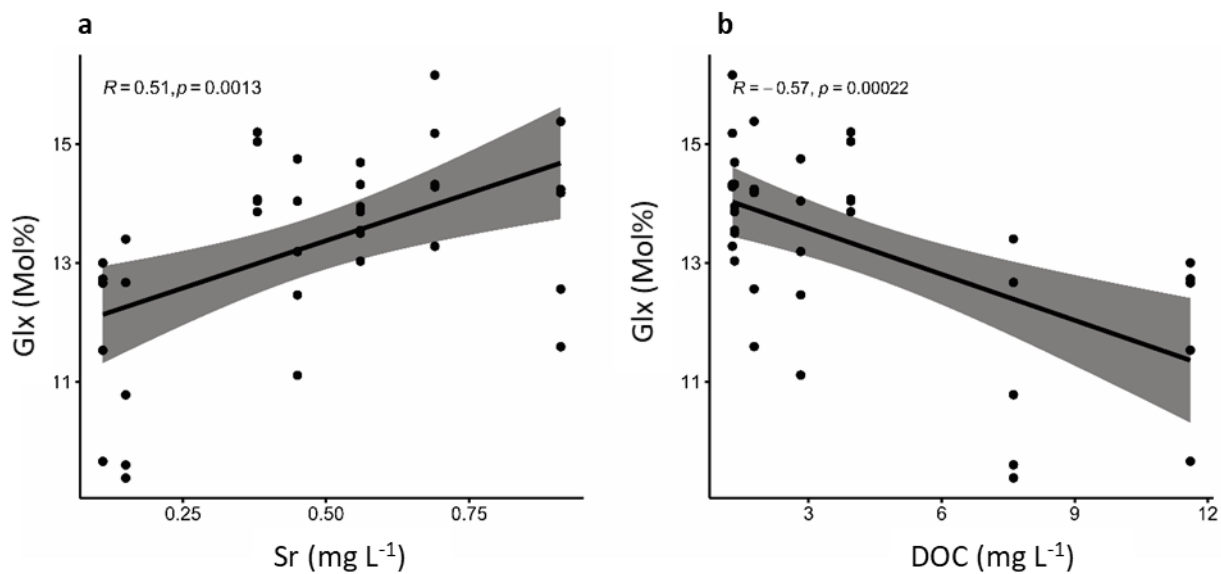 a
R = 0.51, p = 0.0013
Glx (Mol%)
15
13
11
0.25 0.50 0.75
Sr (mg L⁻¹)
b
R = − 0.57, p = 0.00022
Glx (Mol%)
15
13
11
3 6 9 12
DOC (mg L⁻¹)